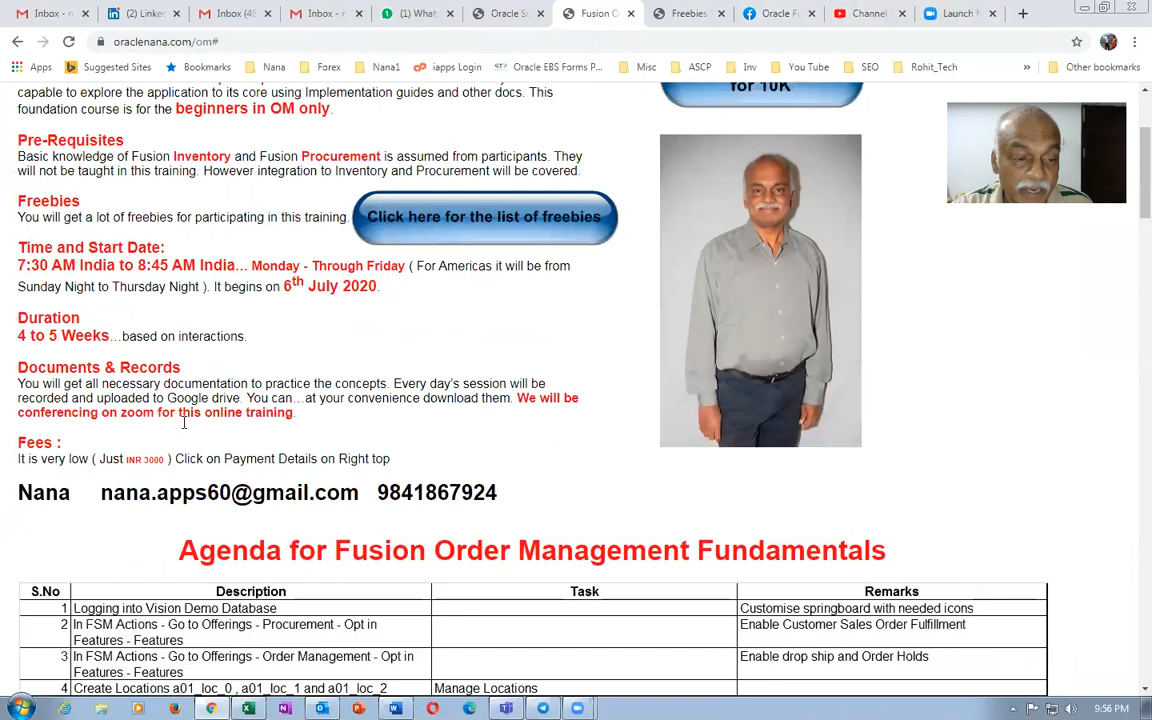 Inbox - n
(2) Linke
Inbox (48
Inbox - r
(1) What
Oracle Su
Fusion O
Freebies
Oracle Fu
Channel
Launch M
oraclenana.com/om#
Apps
Suggested Sites
Bookmarks
Nana
Forex
Nana1
iapps Login
Oracle EBS Forms P...
Misc
ASCP
Inv
You Tube
SEO
Rohit_Tech
Other bookmarks
capable to explore the application to its core using Implementation guides and other docs. This
foundation course is for the beginners in OM only.
for 10K
Pre-Requisites
Basic knowledge of Fusion Inventory and Fusion Procurement is assumed from participants. They
will not be taught in this training. However integration to Inventory and Procurement will be covered.
Freebies
You will get a lot of freebies for participating in this training.
Click here for the list of freebies
Time and Start Date:
7:30 AM India to 8:45 AM India... Monday - Through Friday ( For Americas it will be from
Sunday Night to Thursday Night ). It begins on 6th July 2020.
Duration
4 to 5 Weeks...based on interactions.
Documents & Records
You will get all necessary documentation to practice the concepts. Every day's session will be
recorded and uploaded to Google drive. You can...at your convenience download them. We will be
conferencing on zoom for this online training.
Fees :
It is very low ( Just INR 3000 ) Click on Payment Details on Right top
Nana nana.apps60@gmail.com 9841867924
Agenda for Fusion Order Management Fundamentals
S.No Description Task Remarks
1 Logging into Vision Demo Database Customise springboard with needed icons
2 In FSM Actions - Go to Offerings - Procurement - Opt in Enable Customer Sales Order Fulfillment
Features - Features
3 In FSM Actions - Go to Offerings - Order Management - Opt in Enable drop ship and Order Holds
Features - Features
4 Create Locations a01_loc_0 , a01_loc_1 and a01_loc_2 Manage Locations
9:56 PM